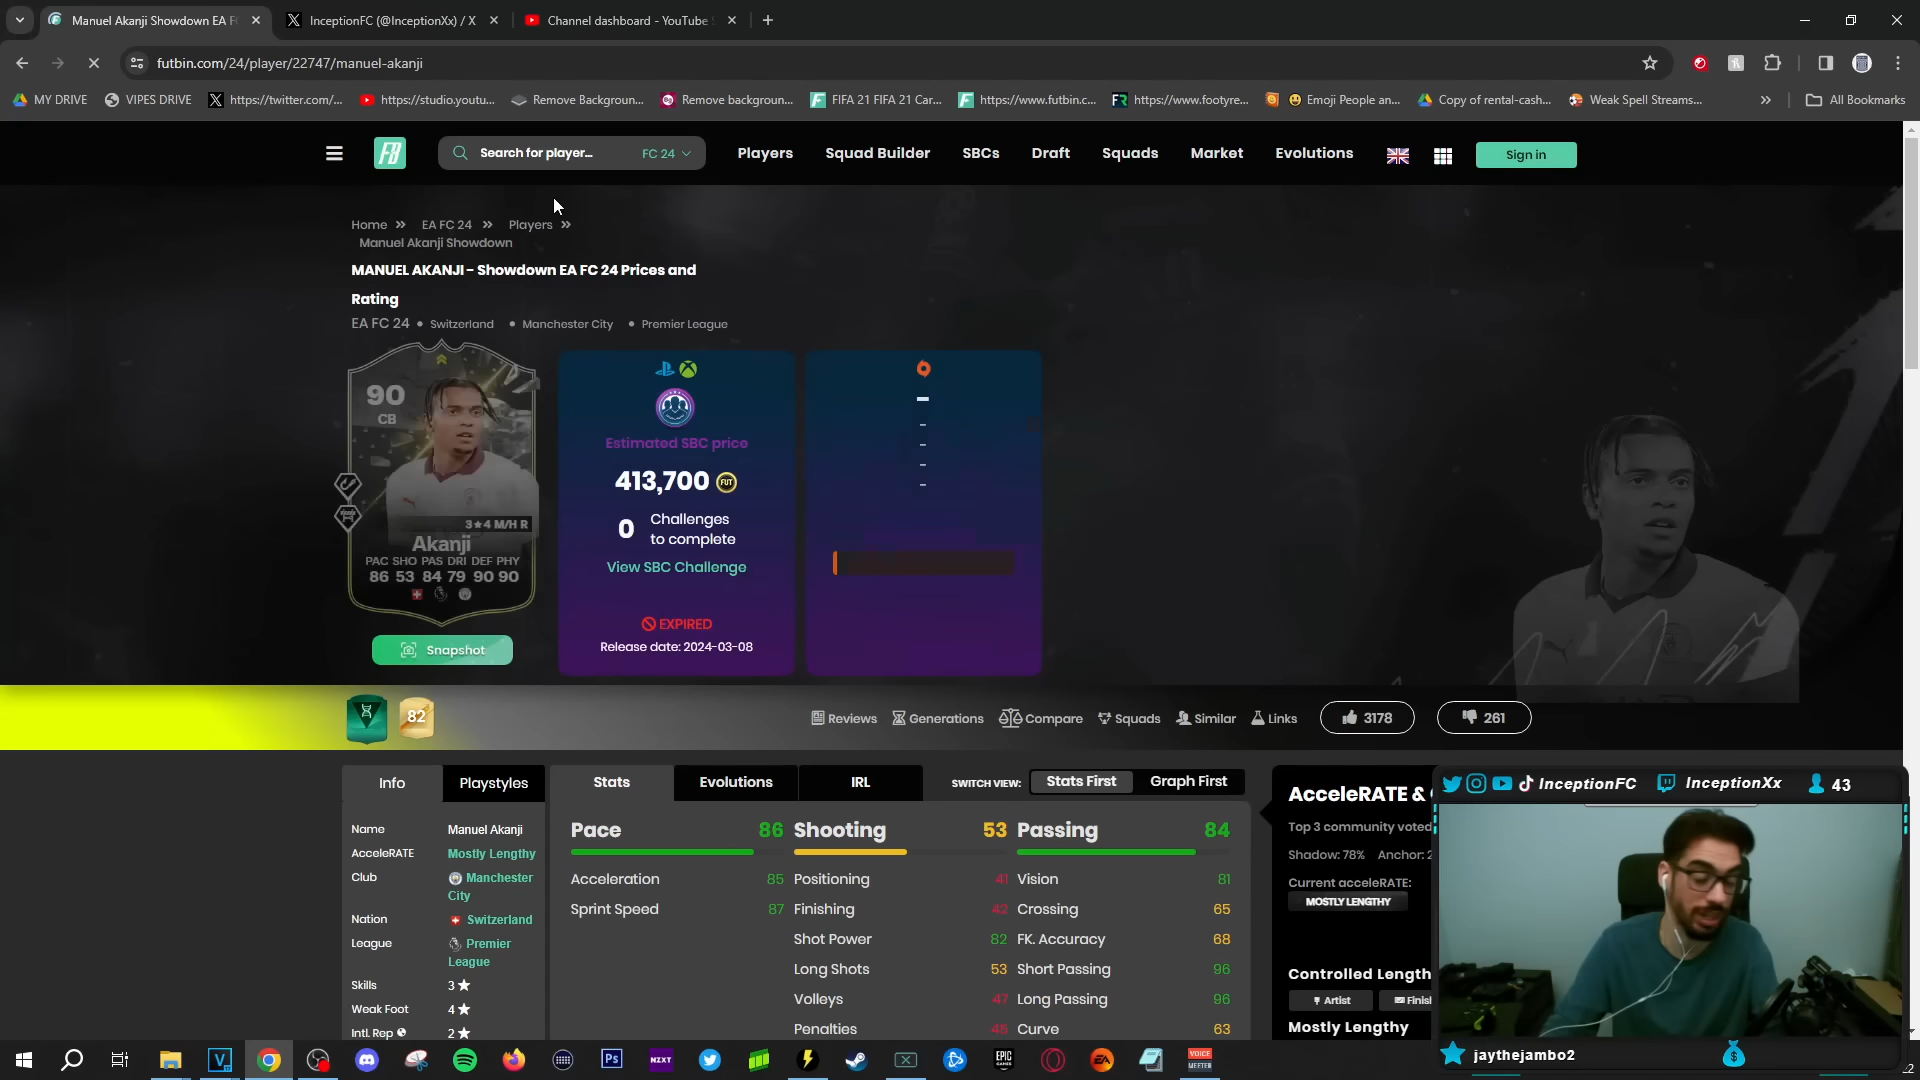 Manuel Akanji Showdown EA F
InceptionFC (@InceptionXx) / X
Channel dashboard - YouTube
futbin.com/24/player/22747/manuel-akanji
MY DRIVE
VIPES DRIVE
https://twitter.com/...
https://studio.youtu...
Remove Backgroun...
Remove backgroun...
FIFA 21 FIFA 21 Car...
https://www.futbin.c...
https://www.footyre...
Emoji People an...
Copy of rental-cash...
Weak Spell Streams...
All Bookmarks
FB
Search for player...
FC 24
Players
Squad Builder
SBCs
Draft
Squads
Market
Evolutions
Sign in
Home » EA FC 24 » Players »
Manuel Akanji Showdown
MANUEL AKANJI - Showdown EA FC 24 Prices and
Rating
EA FC 24 • Switzerland • Manchester City • Premier League
90
CB
3★4 M/H R
Akanji
PAC SHO PAS DRI DEF PHY
86 53 84 79 90 90
Snapshot
Estimated SBC price
413,700 FUT
0 Challenges
to complete
View SBC Challenge
EXPIRED
Release date: 2024-03-08
-
-
-
-
-
82
Reviews
Generations
Compare
Squads
Similar
Links
3178
261
Info
Playstyles
Stats
Evolutions
IRL
SWITCH VIEW:
Stats First
Graph First
Name Manuel Akanji
AcceleRATE Mostly Lengthy
Club Manchester
City
Nation Switzerland
League Premier
League
Skills 3 ★
Weak Foot 4 ★
Intl. Rep 2 ★
Pace 86
Acceleration 85
Sprint Speed 87
Shooting 53
Positioning 41
Finishing 42
Shot Power 82
Long Shots 53
Volleys 47
Penalties 45
Passing 84
Vision 81
Crossing 65
FK. Accuracy 68
Short Passing 96
Long Passing 96
Curve 63
AcceleRATE &
Top 3 community voted
Shadow: 78% Anchor: 2
Current acceleRATE:
MOSTLY LENGTHY
Controlled Length
Artist
Finish
Mostly Lengthy
InceptionFC
InceptionXx
43
jaythejambo2
$
Ps
NZXT
EPIC
GAMES
EA
VOICE
MEETER